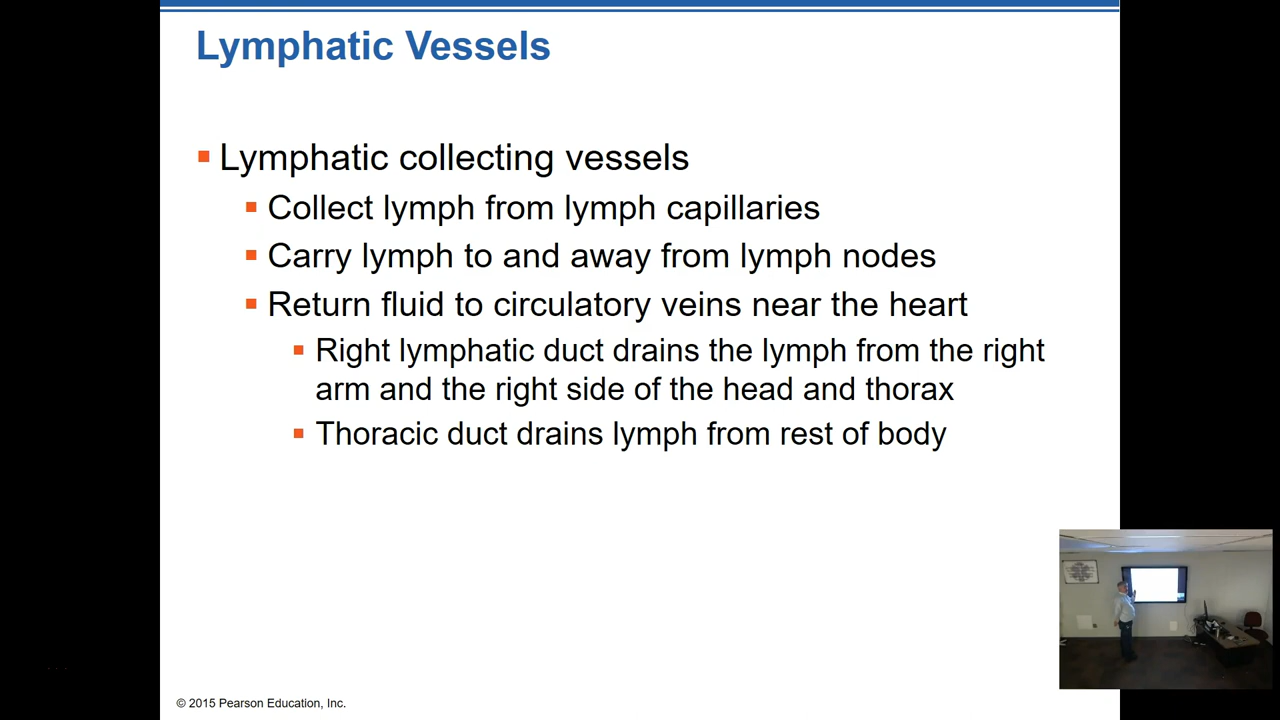 Lymphatic Vessels
Lymphatic collecting vessels
Collect lymph from lymph capillaries
Carry lymph to and away from lymph nodes
Return fluid to circulatory veins near the heart
Right lymphatic duct drains the lymph from the right
arm and the right side of the head and thorax
Thoracic duct drains lymph from rest of body
© 2015 Pearson Education, Inc.